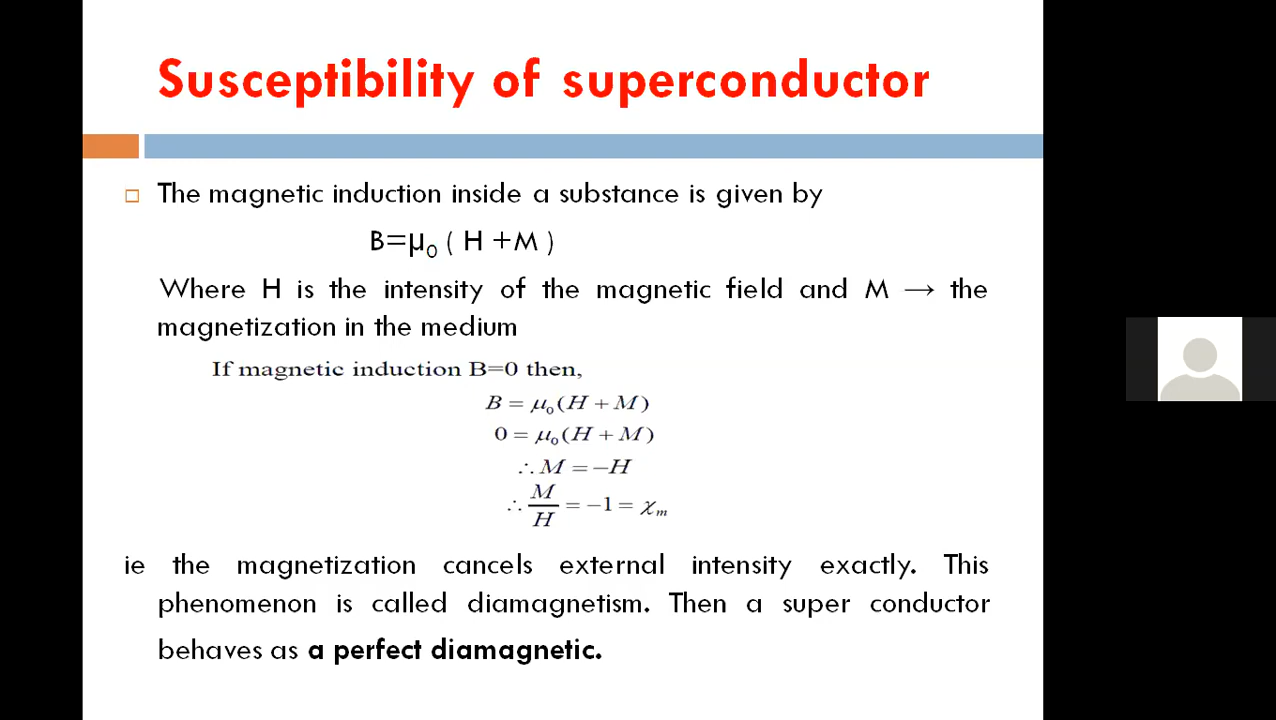 Susceptibility of superconductor
The magnetic induction inside a substance is given by
B=μ₀ ( H +M )
Where H is the intensity of the magnetic field and M → the
magnetization in the medium
If magnetic induction B=0 then,
B = μ₀(H + M)
0 = μ₀(H + M)
∴ M = −H
∴ M/H = −1 = χₘ
ie the magnetization cancels external intensity exactly. This
phenomenon is called diamagnetism. Then a super conductor
behaves as a perfect diamagnetic.